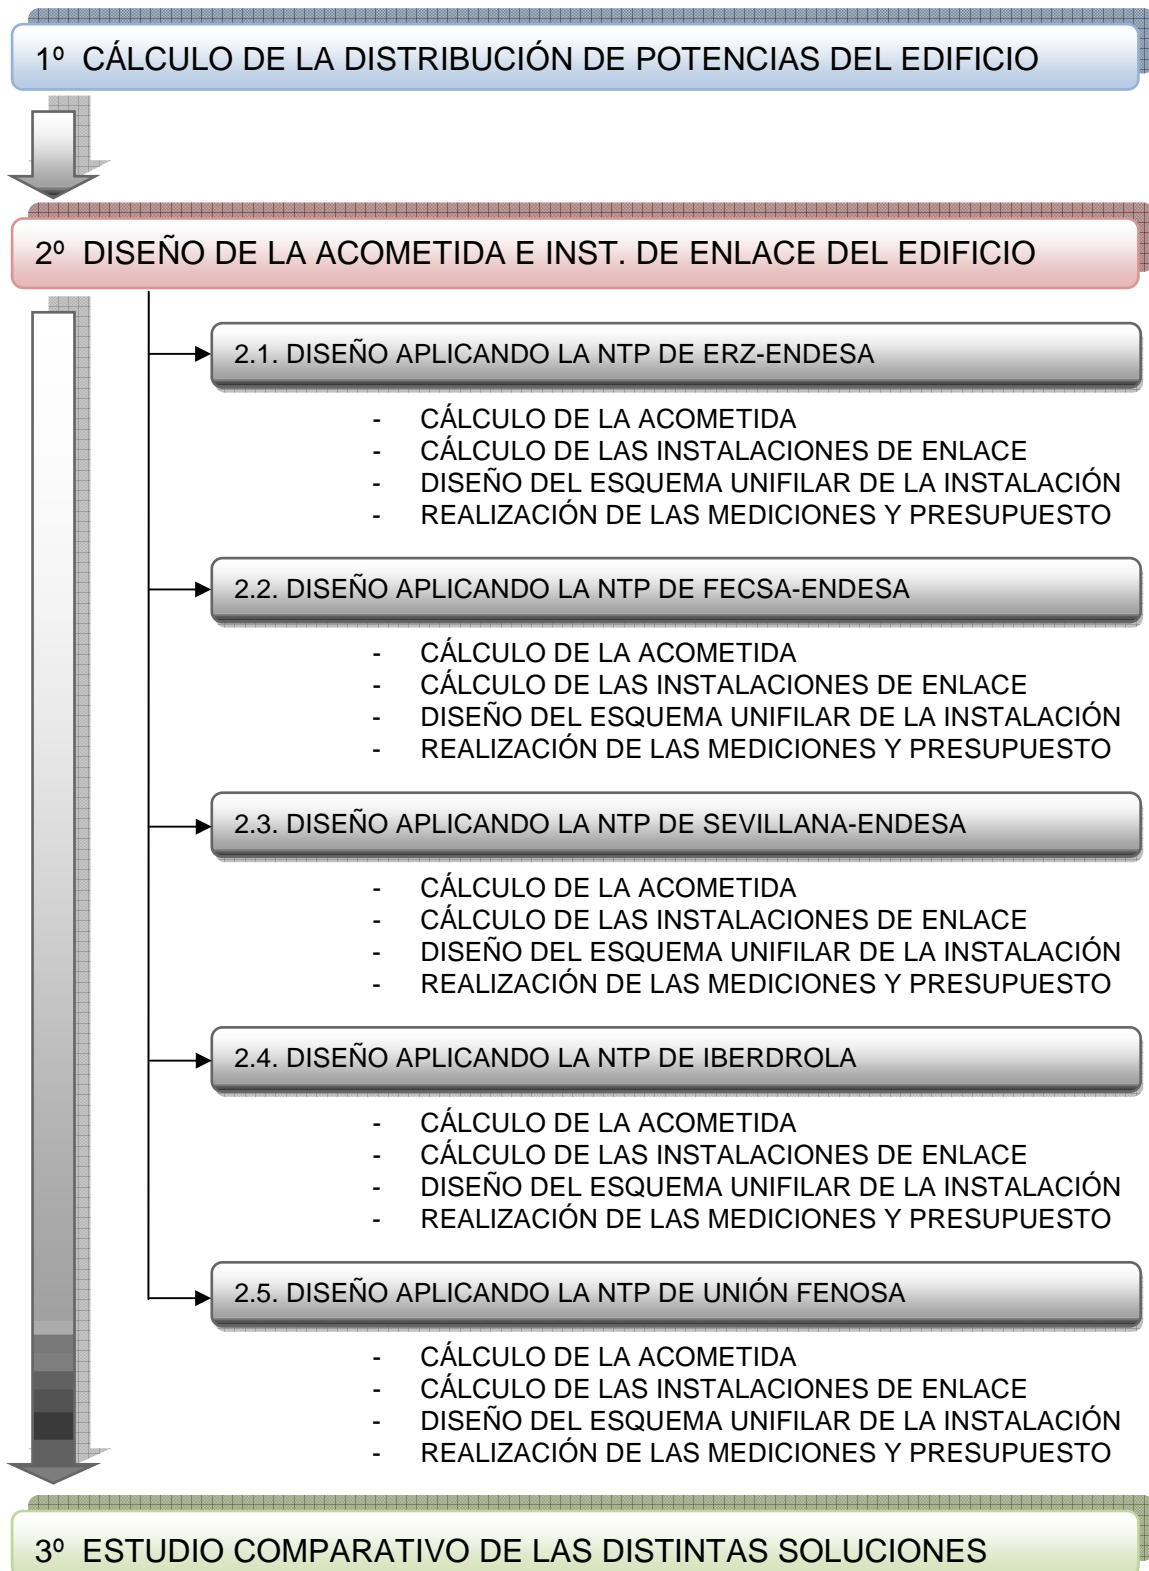 1º CÁLCULO DE LA DISTRIBUCIÓN DE POTENCIAS DEL EDIFICIO
2º DISEÑO DE LA ACOMETIDA E INST. DE ENLACE DEL EDIFICIO
2.1. DISEÑO APLICANDO LA NTP DE ERZ-ENDESA
- CÁLCULO DE LA ACOMETIDA
- CÁLCULO DE LAS INSTALACIONES DE ENLACE
- DISEÑO DEL ESQUEMA UNIFILAR DE LA INSTALACIÓN
- REALIZACIÓN DE LAS MEDICIONES Y PRESUPUESTO
2.2. DISEÑO APLICANDO LA NTP DE FECSA-ENDESA
- CÁLCULO DE LA ACOMETIDA
- CÁLCULO DE LAS INSTALACIONES DE ENLACE
- DISEÑO DEL ESQUEMA UNIFILAR DE LA INSTALACIÓN
- REALIZACIÓN DE LAS MEDICIONES Y PRESUPUESTO
2.3. DISEÑO APLICANDO LA NTP DE SEVILLANA-ENDESA
- CÁLCULO DE LA ACOMETIDA
- CÁLCULO DE LAS INSTALACIONES DE ENLACE
- DISEÑO DEL ESQUEMA UNIFILAR DE LA INSTALACIÓN
- REALIZACIÓN DE LAS MEDICIONES Y PRESUPUESTO
2.4. DISEÑO APLICANDO LA NTP DE IBERDROLA
- CÁLCULO DE LA ACOMETIDA
- CÁLCULO DE LAS INSTALACIONES DE ENLACE
- DISEÑO DEL ESQUEMA UNIFILAR DE LA INSTALACIÓN
- REALIZACIÓN DE LAS MEDICIONES Y PRESUPUESTO
2.5. DISEÑO APLICANDO LA NTP DE UNIÓN FENOSA
- CÁLCULO DE LA ACOMETIDA
- CÁLCULO DE LAS INSTALACIONES DE ENLACE
- DISEÑO DEL ESQUEMA UNIFILAR DE LA INSTALACIÓN
- REALIZACIÓN DE LAS MEDICIONES Y PRESUPUESTO
3º ESTUDIO COMPARATIVO DE LAS DISTINTAS SOLUCIONES